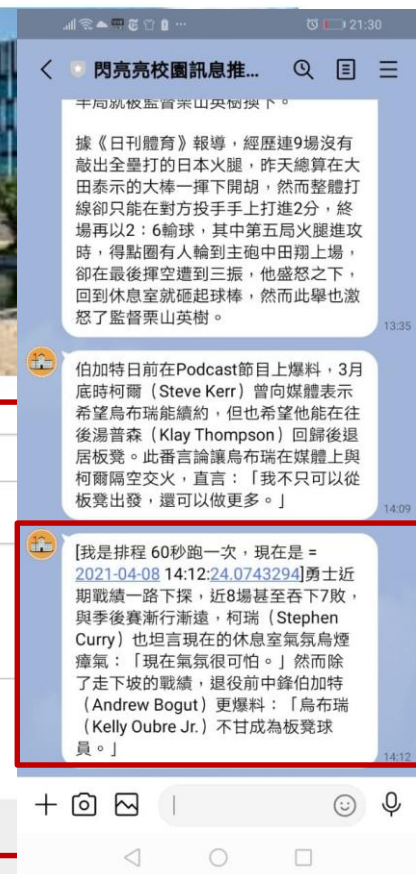 21:30
閃亮亮校園訊息推...
半局就被監督栗山英樹換下。
據《日刊體育》報導，經歷連9場沒有
敲出全壘打的日本火腿，昨天總算在大
田泰示的大棒一揮下開胡，然而整體打
線卻只能在對方投手手上打進2分，終
場再以2：6輸球，其中第五局火腿進攻
時，得點圈有人輪到主砲中田翔上場，
卻在最後揮空遭到三振，他盛怒之下，
回到休息室就砸起球棒，然而此舉也激
怒了監督栗山英樹。
13:35
伯加特日前在Podcast節目上爆料，3月
底時柯爾（Steve Kerr）曾向媒體表示
希望烏布瑞能續約，但也希望他能在往
後湯普森（Klay Thompson）回歸後退
居板凳。此番言論讓烏布瑞在媒體上與
柯爾隔空交火，直言：「我不只可以從
板凳出發，還可以做更多。」
14:09
[我是排程 60秒跑一次，現在是 =
2021-04-08 14:12:24.0743294]勇士近
期戰績一路下探，近8場甚至吞下7敗，
與季後賽漸行漸遠，柯瑞（Stephen
Curry）也坦言現在的休息室氣氛烏煙
瘴氣：「現在氣氛很可怕。」然而除
了走下坡的戰績，退役前中鋒伯加特
（Andrew Bogut）更爆料：「烏布瑞
（Kelly Oubre Jr.）不甘成為板凳球
員。」
14:12